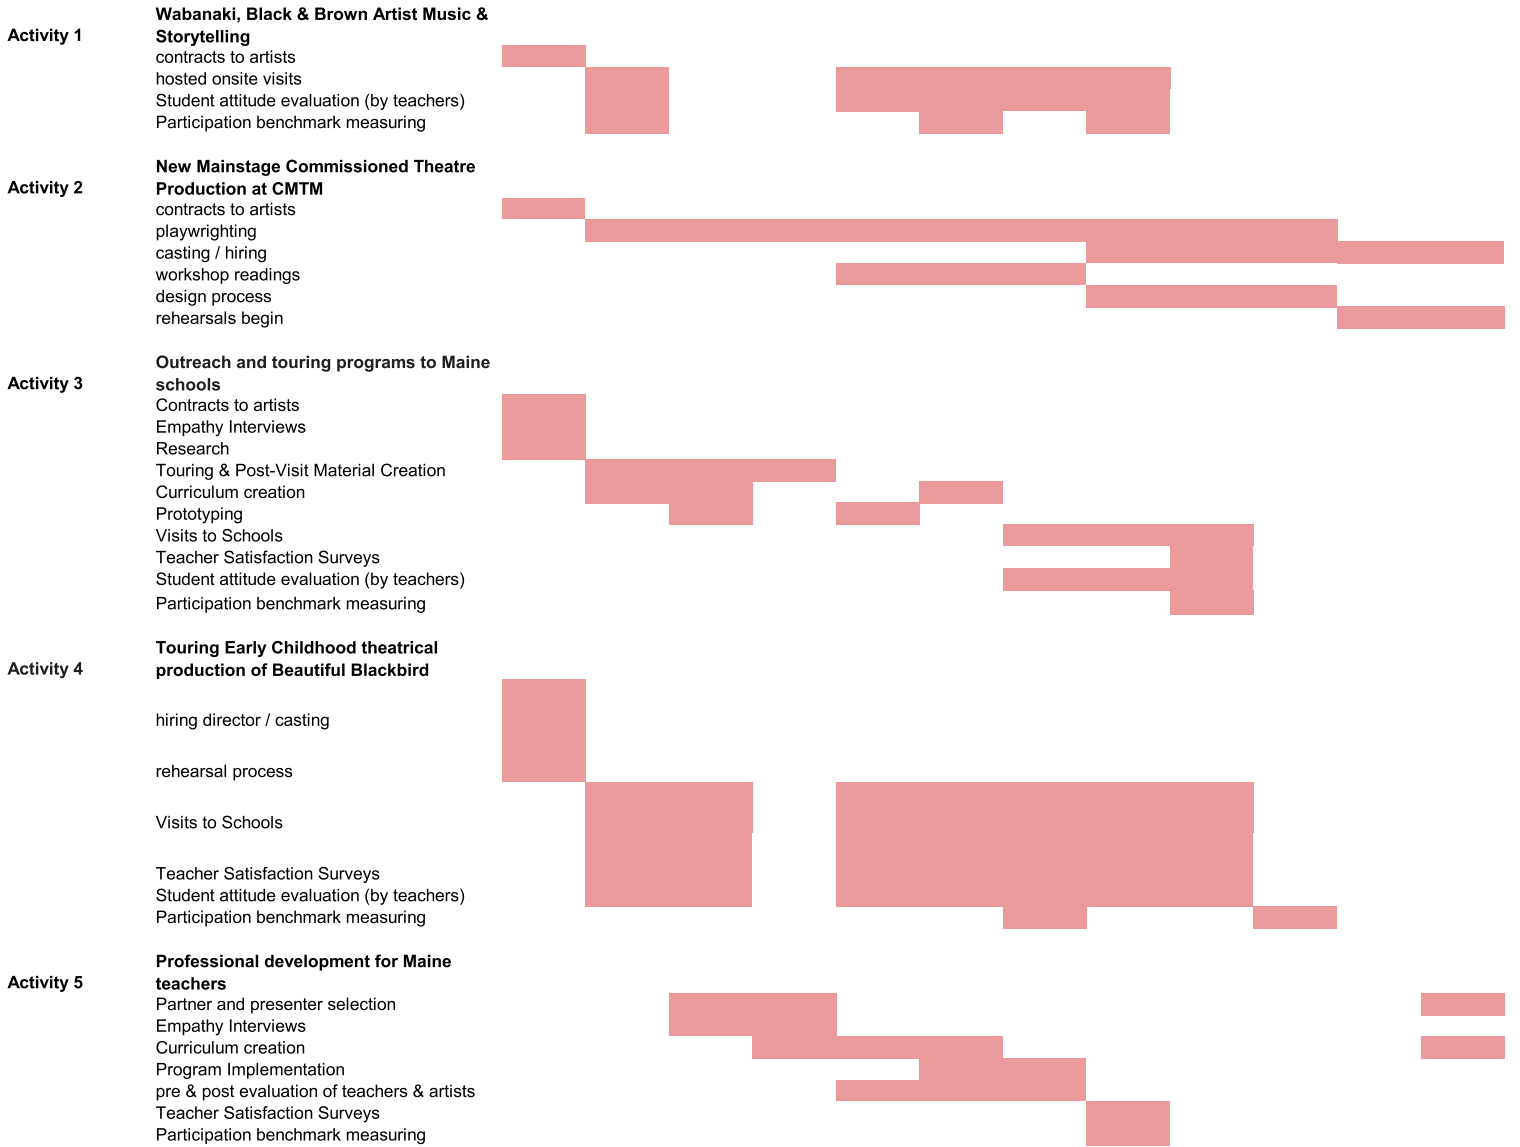 Wabanaki, Black & Brown Artist Music &
Activity 1 Storytelling
contracts to artists
hosted onsite visits
Student attitude evaluation (by teachers)
Participation benchmark measuring
New Mainstage Commissioned Theatre
Activity 2 Production at CMTM
contracts to artists
playwrighting
casting / hiring
workshop readings
design process
rehearsals begin
Outreach and touring programs to Maine
Activity 3 schools
Contracts to artists
Empathy Interviews
Research
Touring & Post-Visit Material Creation
Curriculum creation
Prototyping
Visits to Schools
Teacher Satisfaction Surveys
Student attitude evaluation (by teachers)
Participation benchmark measuring
Touring Early Childhood theatrical
Activity 4 production of Beautiful Blackbird
hiring director / casting
rehearsal process
Visits to Schools
Teacher Satisfaction Surveys
Student attitude evaluation (by teachers)
Participation benchmark measuring
Professional development for Maine
Activity 5 teachers
Partner and presenter selection
Empathy Interviews
Curriculum creation
Program Implementation
pre & post evaluation of teachers & artists
Teacher Satisfaction Surveys
Participation benchmark measuring